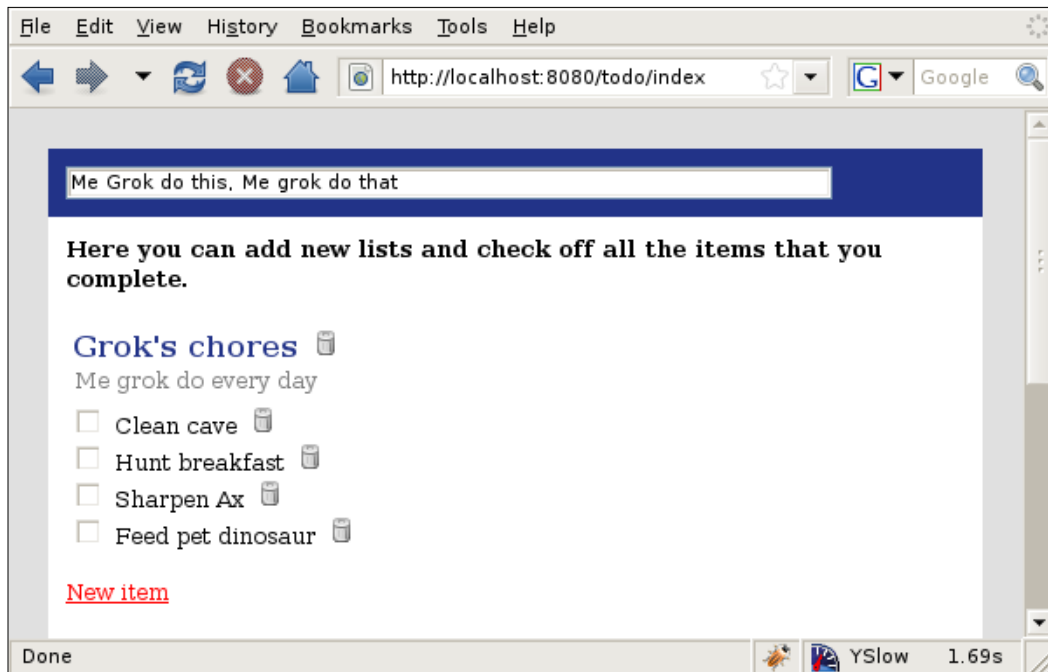 File Edit View History Bookmarks Tools Help
http://localhost:8080/todo/index G Google
Me Grok do this, Me grok do that
Here you can add new lists and check off all the items that you
complete.
Grok's chores
Me grok do every day
Clean cave
Hunt breakfast
Sharpen Ax
Feed pet dinosaur
New item
Done YSlow 1.69s